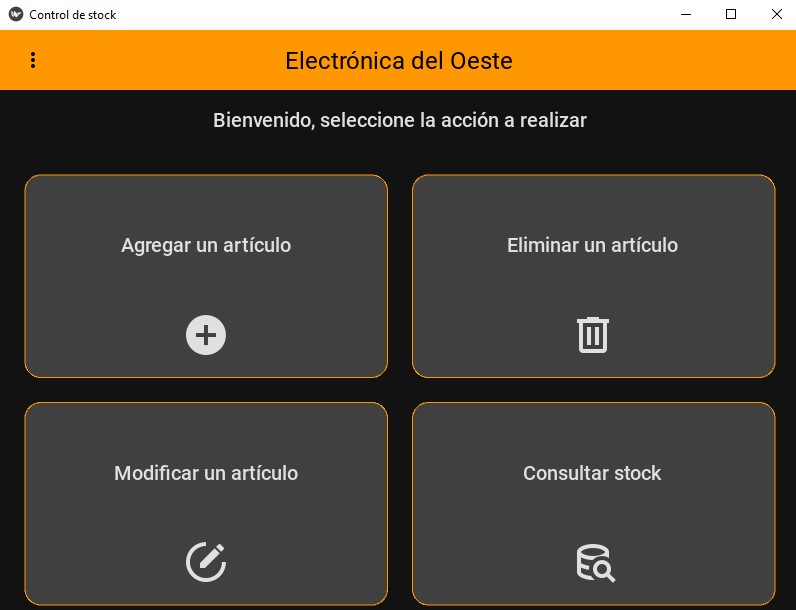 Control de stock
Electrónica del Oeste
Bienvenido, seleccione la acción a realizar
Agregar un artículo
Eliminar un artículo
Modificar un artículo
Consultar stock